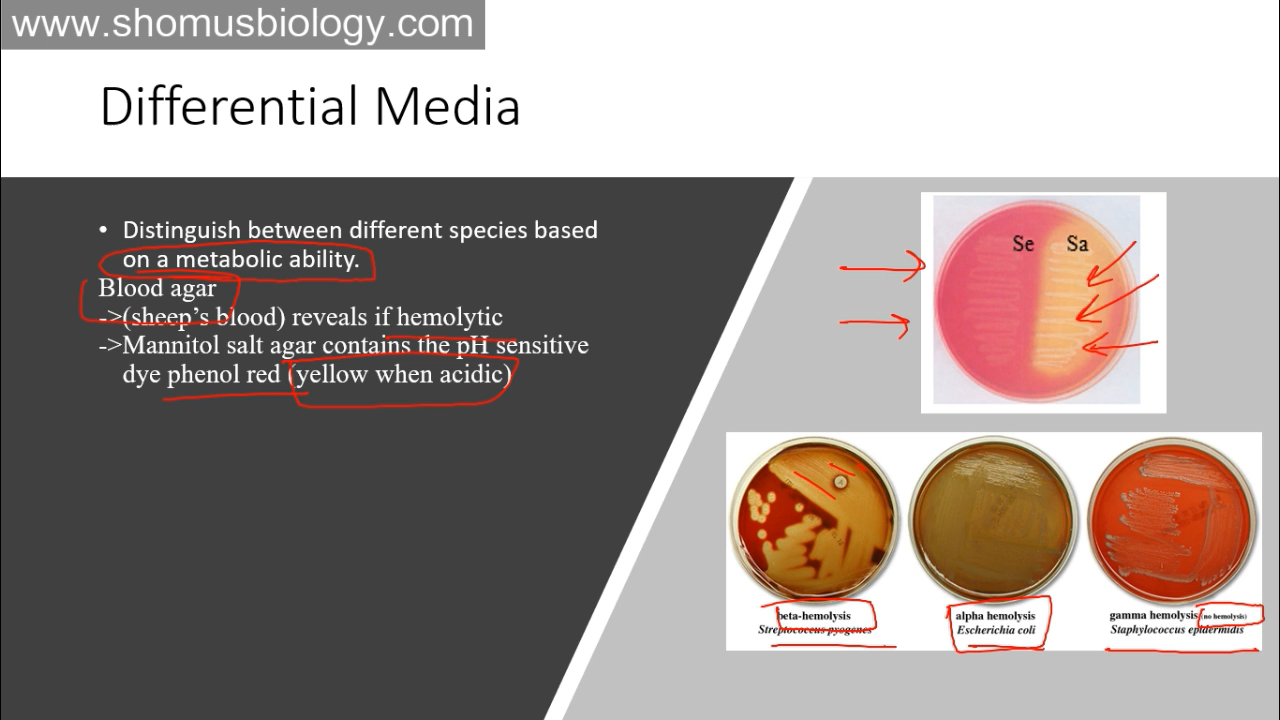 www.shomusbiology.com
Differential Media
• Distinguish between different species based
on a metabolic ability.
Blood agar
->(sheep's blood) reveals if hemolytic
->Mannitol salt agar contains the pH sensitive
dye phenol red (yellow when acidic)
Se Sa
beta-hemolysis
Streptococcus pyogenes
alpha hemolysis
Escherichia coli
gamma hemolysis (no hemolysis)
Staphylococcus epidermidis